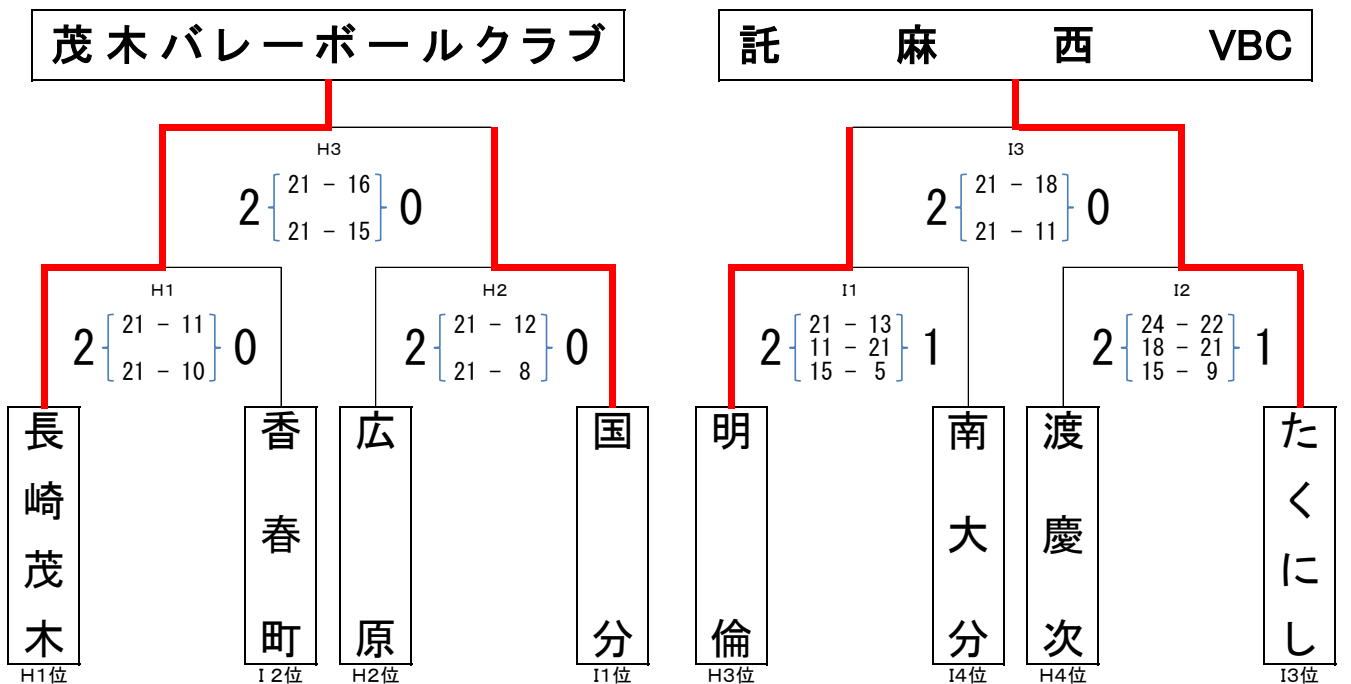 茂木バレーボールクラブ
託麻西VBC
H3
2 21 - 16 0
21 - 15
I3
2 21 - 18 0
21 - 11
H1
2 21 - 11 0
21 - 10
H2
2 21 - 12 0
21 - 8
I1
2 21 - 13 1
11 - 21
15 - 5
I2
2 24 - 22 1
18 - 21
15 - 9
長崎茂木
香春町
広原
国分
明倫
南大分
渡慶次
たくにし
H1位
I 2位
H2位
I1位
H3位
I4位
H4位
I3位